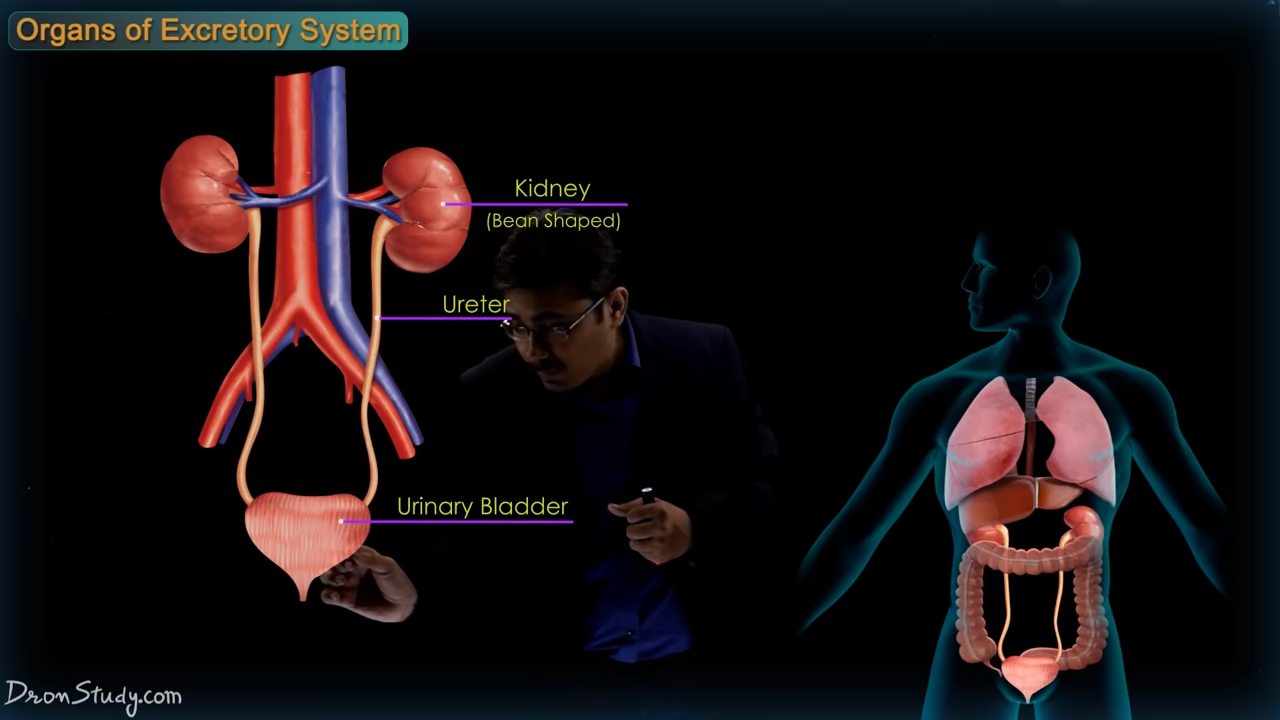 Organs of Excretory System
Kidney
(Bean Shaped)
Ureter
Urinary Bladder
DronStudy.com